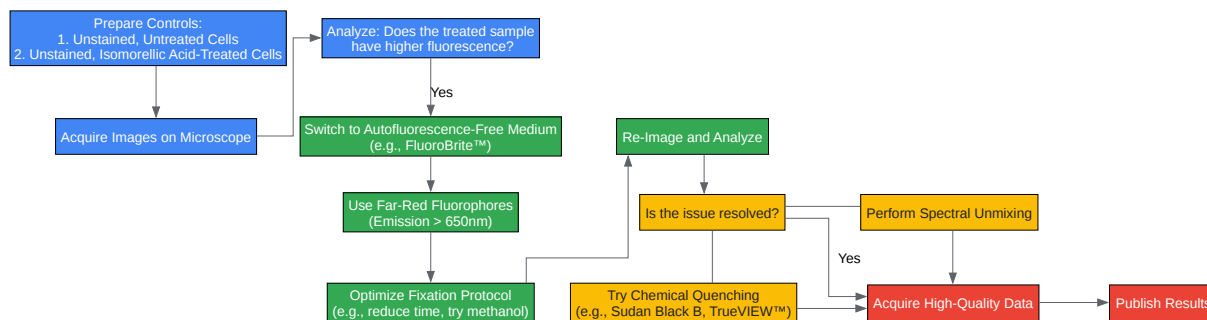 Prepare Controls:
1. Unstained, Untreated Cells
2. Unstained, Isomorellic Acid-Treated Cells
Acquire Images on Microscope
Analyze: Does the treated sample
have higher fluorescence?
Yes
Switch to Autofluorescence-Free Medium
(e.g., FluoroBrite™)
Use Far-Red Fluorophores
(Emission > 650nm)
Optimize Fixation Protocol
(e.g., reduce time, try methanol)
Re-Image and Analyze
Is the issue resolved?
Perform Spectral Unmixing
Yes
Try Chemical Quenching
(e.g., Sudan Black B, TrueVIEW™)
Acquire High-Quality Data
Publish Results